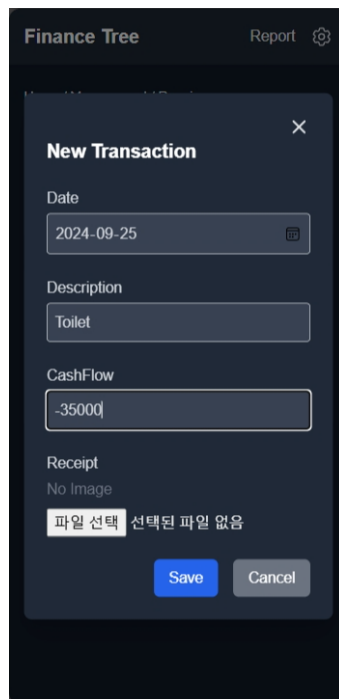 Finance Tree Report
New Transaction
Date
2024-09-25
Description
Toilet
CashFlow
-35000
Receipt
No Image
파일 선택 선택된 파일 없음
Save Cancel